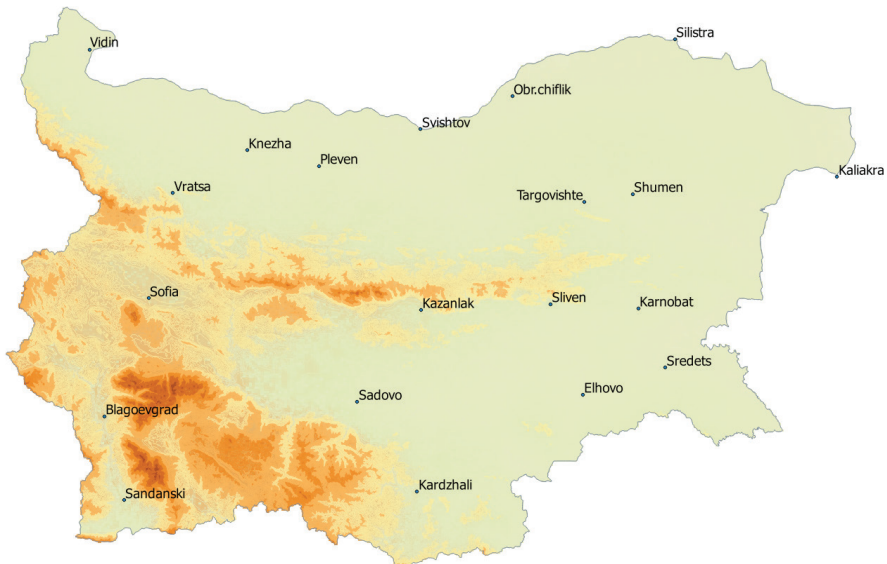 Silistra
Vidin
Obr.chiflik
Svishtov
Knezha
Pleven
Kaliakra
Vratsa
Shumen
Targovishte
Sofia
Kazanlak
Sliven
Karnobat
Sredets
Elhovo
Sadovo
Blagoevgrad
Kardzhali
Sandanski